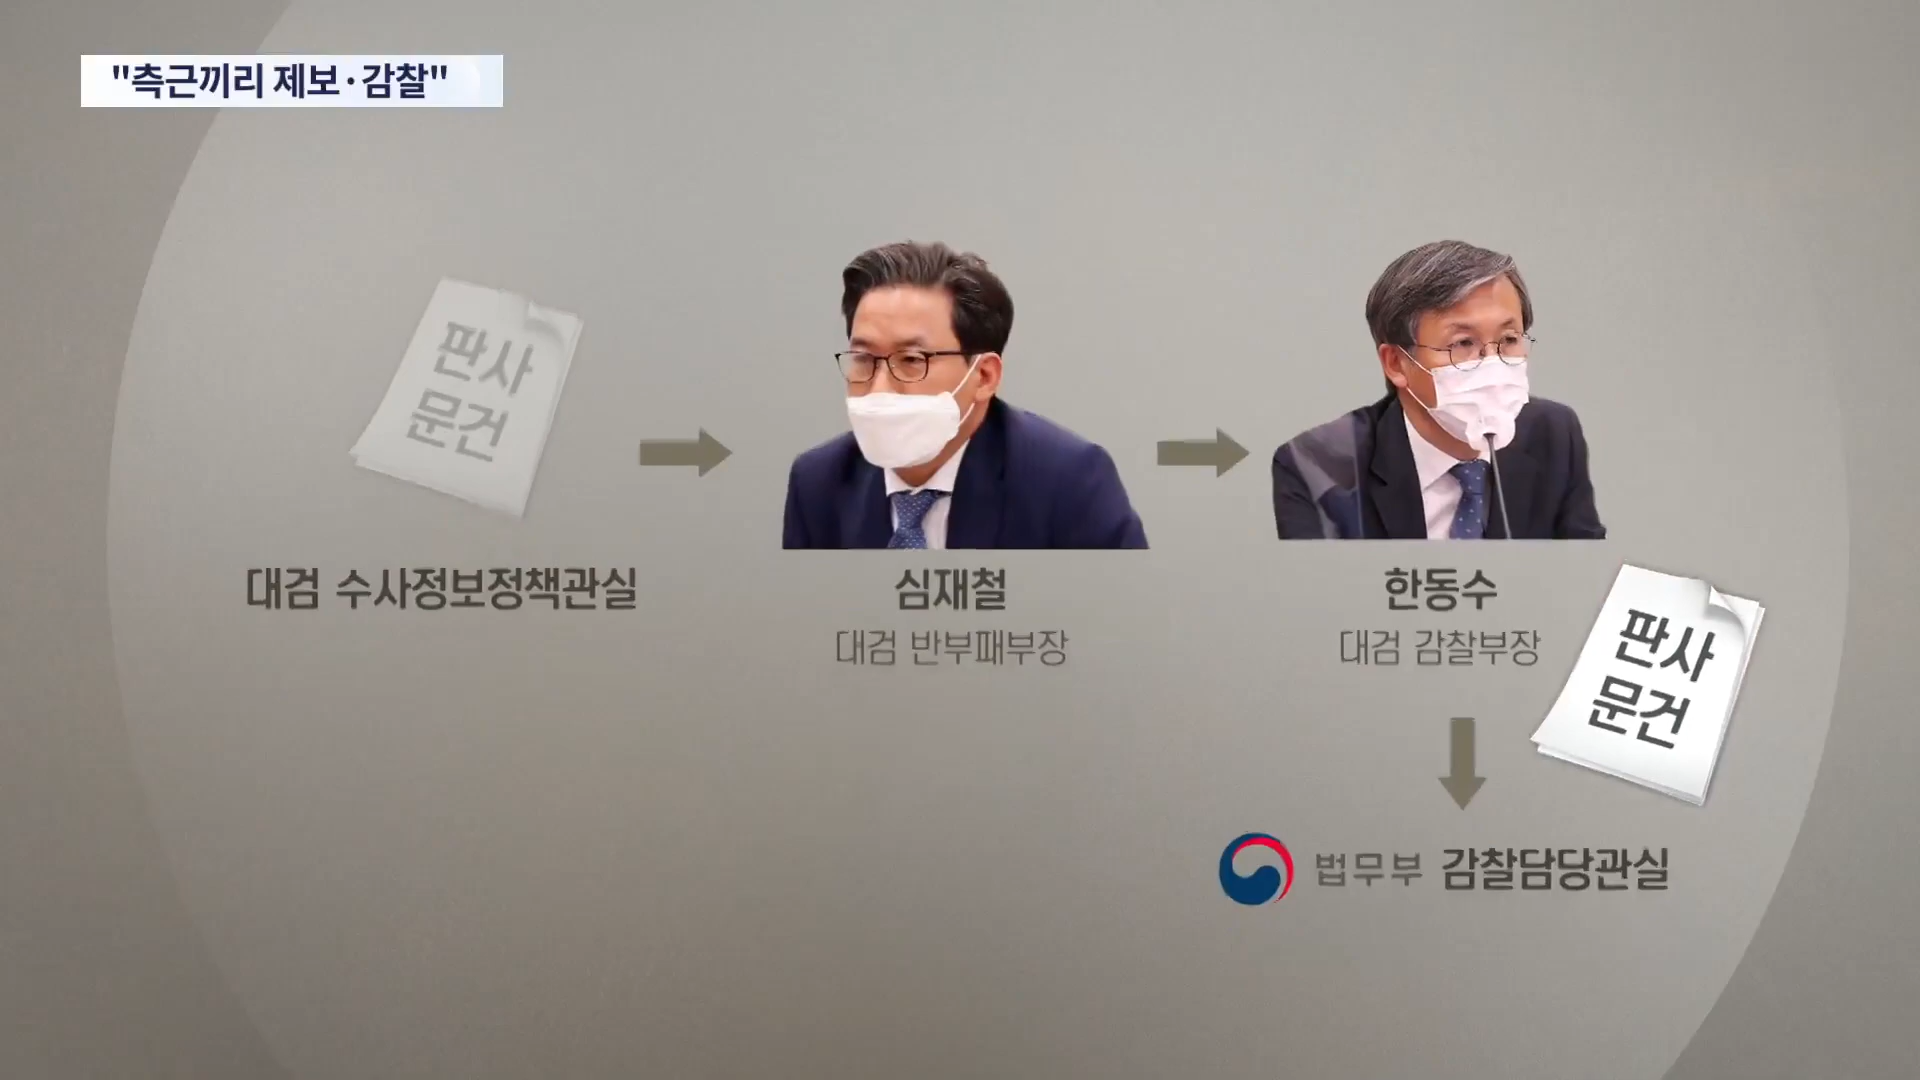 "측근끼리 제보·감찰"
판사
문건
대검 수사정보정책관실
심재철
대검 반부패부장
한동수
대검 감찰부장
판사
문건
법무부 감찰담당관실